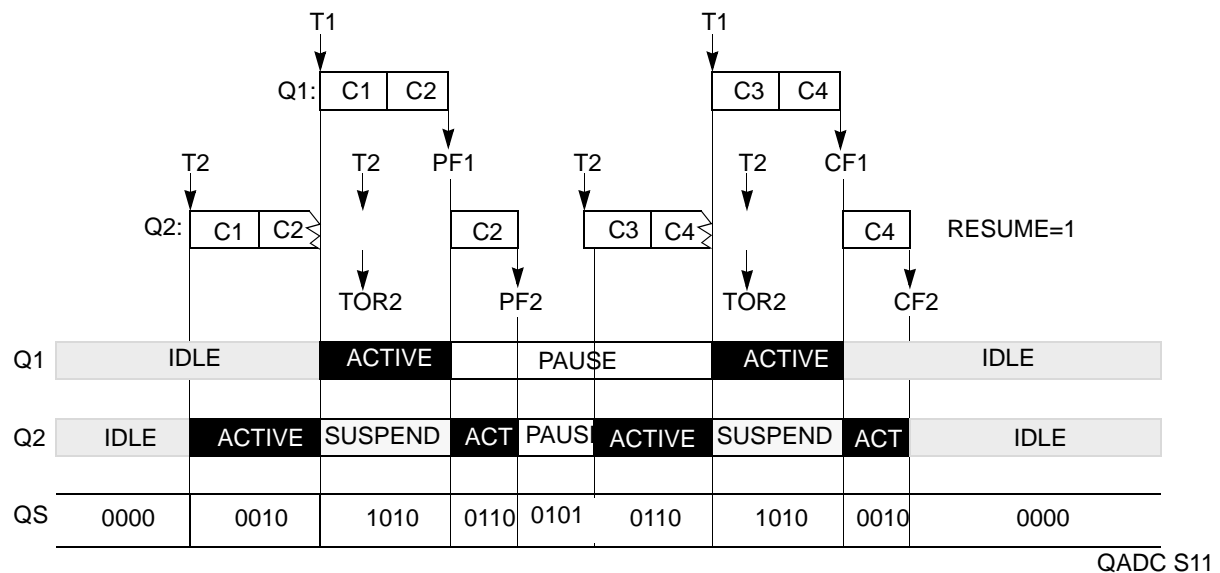 T1 T1
Q1: C1 C2 C3 C4
T2 T2 PF1 T2 T2 CF1
Q2: C1 C2 C2 C3 C4 C4 RESUME=1
TOR2 PF2 TOR2 CF2
Q1 IDLE ACTIVE PAUSE ACTIVE IDLE
Q2 IDLE ACTIVE SUSPEND ACT PAUSE ACTIVE SUSPEND ACT IDLE
QS 0000 0010 1010 0110 0101 0110 1010 0010 0000
QADC S11